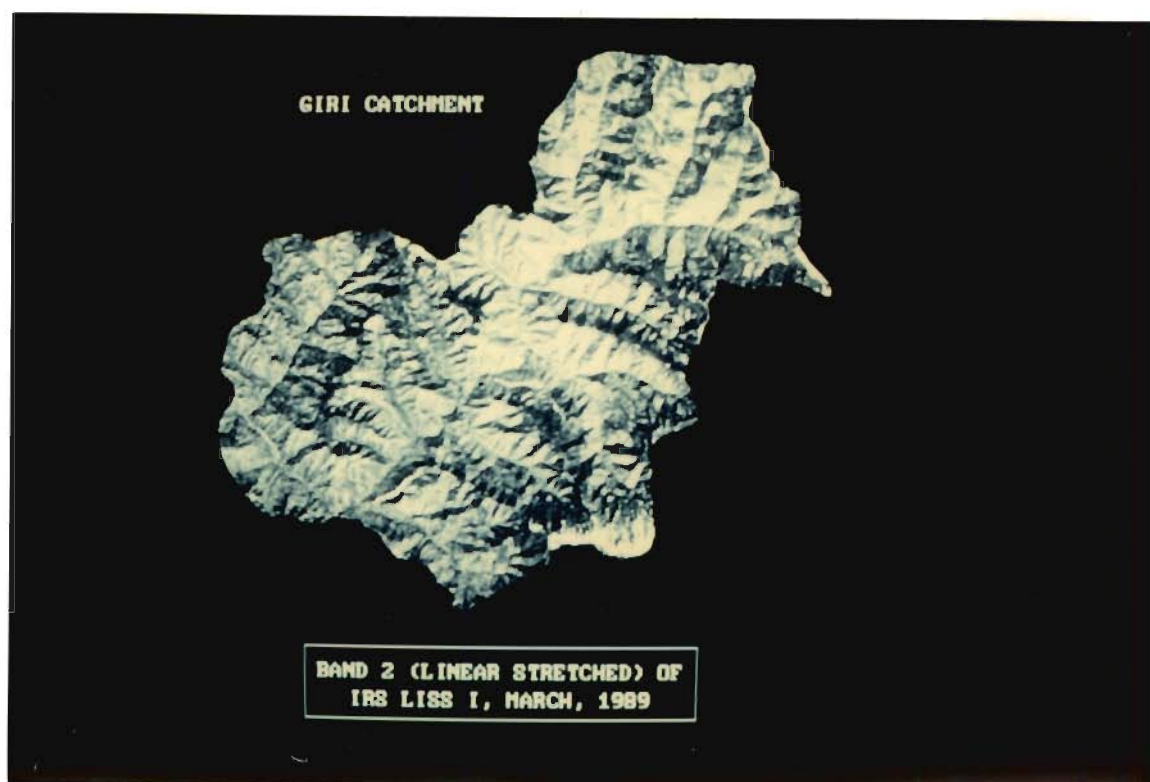 GIRI CATCHMENT
BAND 2 (LINEAR STRETCHED) OF
IRS LISS I, MARCH, 1989